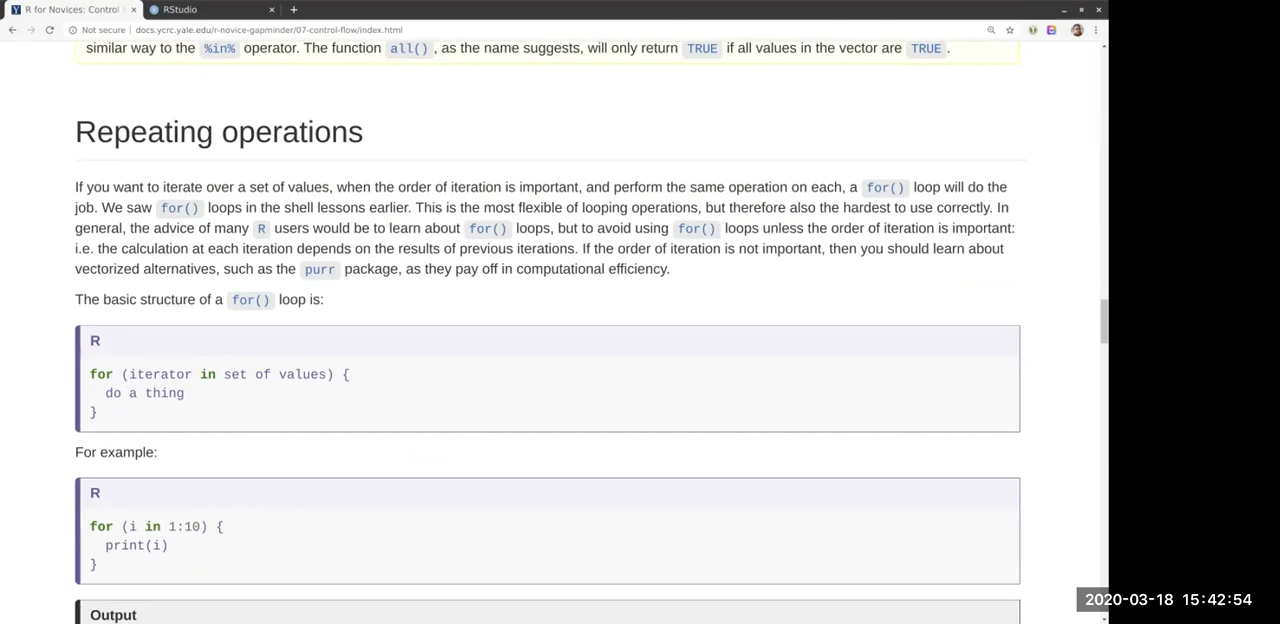 R for Novices: Control
RStudio
Not secure | docs.ycrc.yale.edu/r-novice-gapminder/07-control-flow/index.html
similar way to the %in% operator. The function all() , as the name suggests, will only return TRUE if all values in the vector are TRUE .
Repeating operations
If you want to iterate over a set of values, when the order of iteration is important, and perform the same operation on each, a for() loop will do the
job. We saw for() loops in the shell lessons earlier. This is the most flexible of looping operations, but therefore also the hardest to use correctly. In
general, the advice of many R users would be to learn about for() loops, but to avoid using for() loops unless the order of iteration is important:
i.e. the calculation at each iteration depends on the results of previous iterations. If the order of iteration is not important, then you should learn about
vectorized alternatives, such as the purr package, as they pay off in computational efficiency.
The basic structure of a for() loop is:
R
for (iterator in set of values) {
  do a thing
}
For example:
R
for (i in 1:10) {
  print(i)
}
Output
2020-03-18 15:42:54